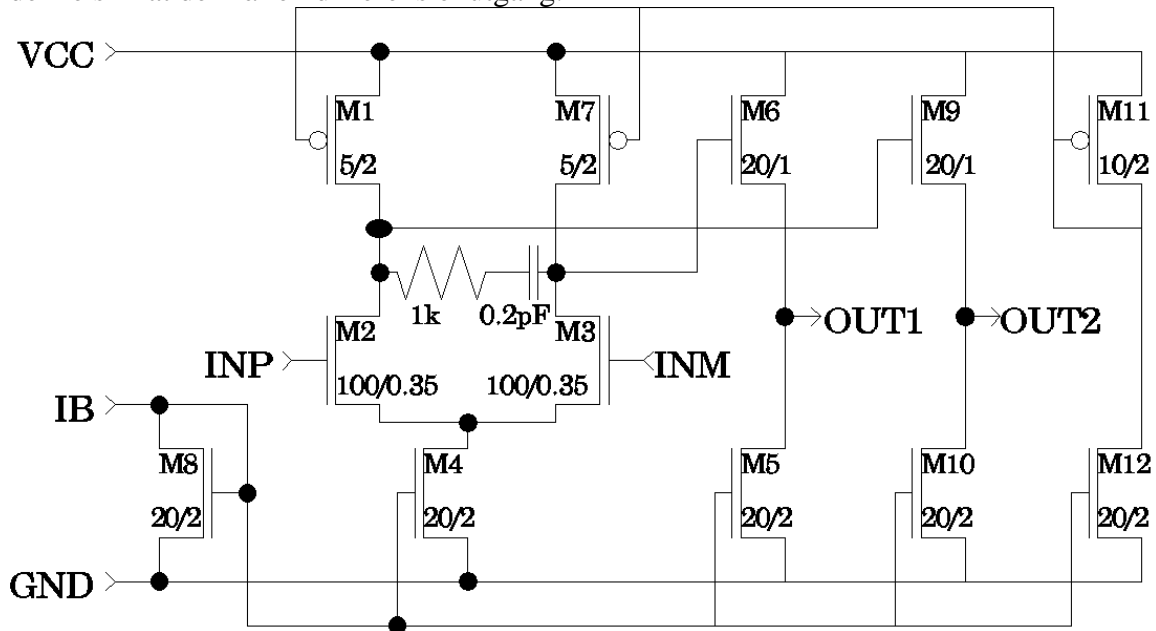 VCC
M1
5/2
M7
5/2
M6
20/1
M9
20/1
M11
10/2
1k
0.2pF
M2
100/0.35
M3
100/0.35
INP
INM
OUT1
OUT2
IB
M8
20/2
M4
20/2
M5
20/2
M10
20/2
M12
20/2
GND